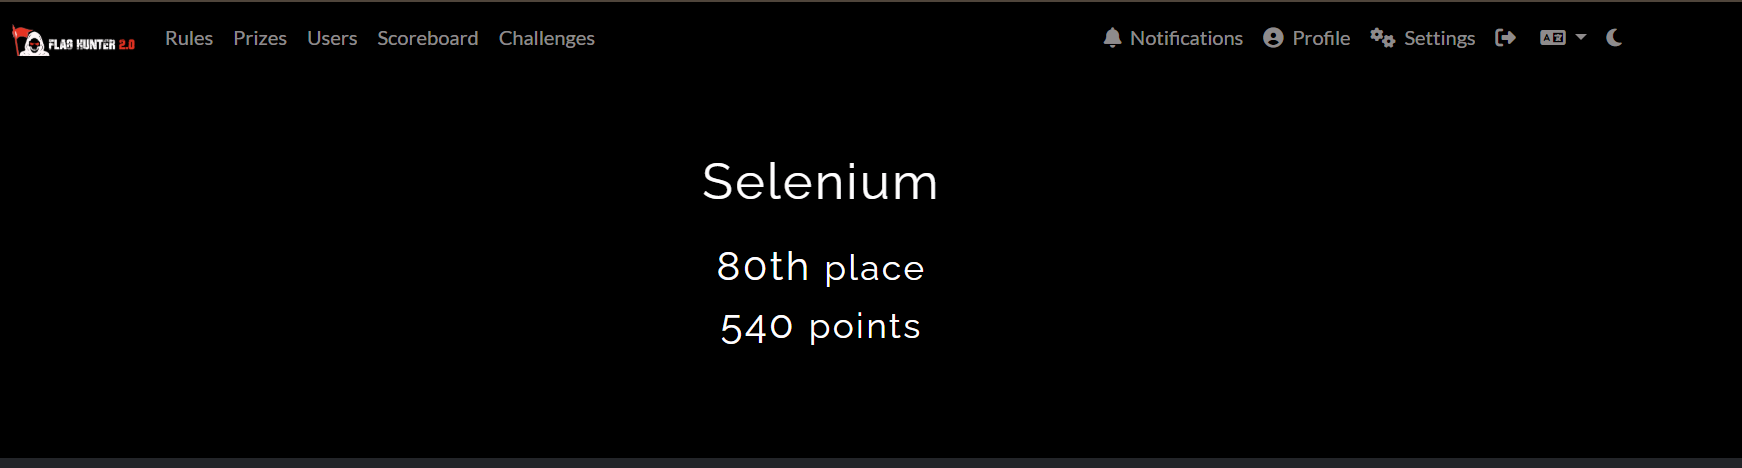 FLAG HUNTER 2.0 Rules Prizes Users Scoreboard Challenges Notifications Profile Settings
Selenium
80th place
540 points